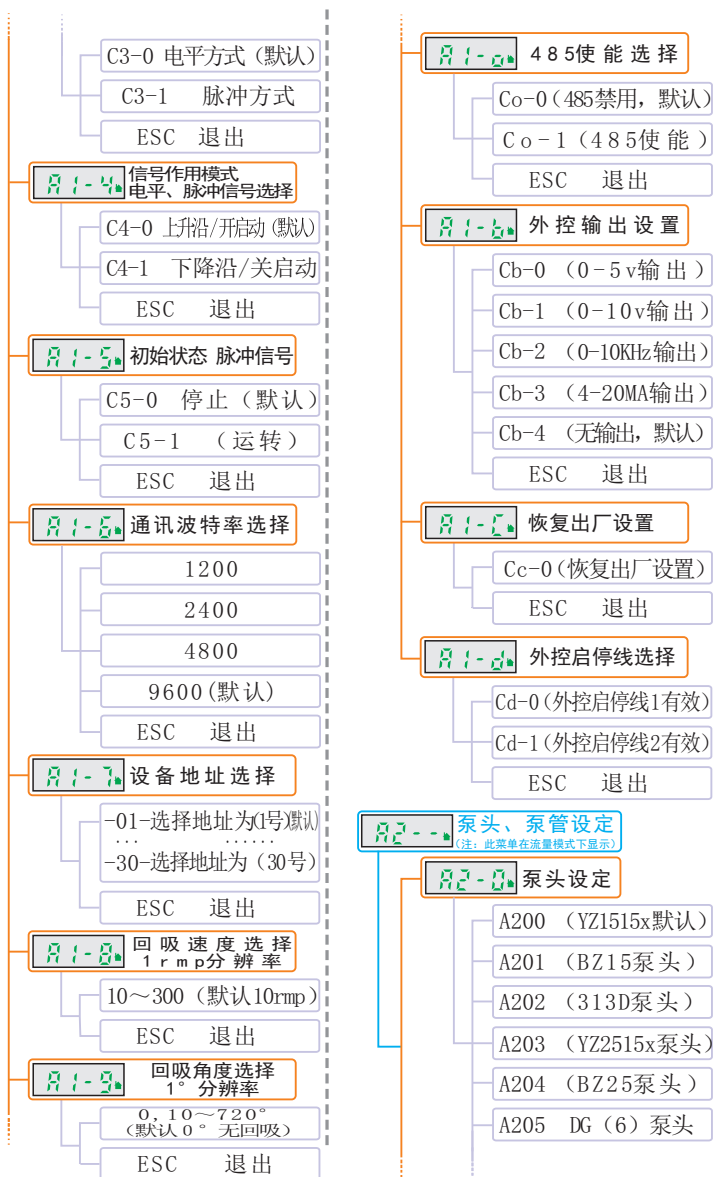 C3-0 电平方式（默认）
C3-1 脉冲方式
ESC 退出
A1-4. 信号作用模式
电平、脉冲信号选择
C4-0 上升沿/开启动（默认）
C4-1 下降沿/关启动
ESC 退出
A1-5. 初始状态 脉冲信号
C5-0 停止（默认）
C5-1 （运转）
ESC 退出
A1-6. 通讯波特率选择
1200
2400
4800
9600(默认)
ESC 退出
A1-7. 设备地址选择
-01-选择地址为(1号)(默认)
... ......
-30-选择地址为（30号）
ESC 退出
A1-8. 回吸速度选择
1rmp分辨率
10～300（默认10rmp）
ESC 退出
A1-9. 回吸角度选择
1°分辨率
0,10～720°
(默认0°无回吸)
ESC 退出
A1-o. 485使能选择
Co-0(485禁用，默认)
Co-1（485使能）
ESC 退出
A1-b. 外控输出设置
Cb-0 （0-5v输出）
Cb-1 （0-10v输出）
Cb-2 （0-10KHz输出）
Cb-3 （4-20MA输出）
Cb-4 （无输出，默认）
ESC 退出
A1-C. 恢复出厂设置
Cc-0(恢复出厂设置)
ESC 退出
A1-d. 外控启停线选择
Cd-0(外控启停线1有效)
Cd-1(外控启停线2有效)
ESC 退出
A2--. 泵头、泵管设定
（注：此菜单在流量模式下显示）
A2-0. 泵头设定
A200 （YZ1515x默认）
A201 （BZ15泵头）
A202 （313D泵头）
A203 （YZ2515x泵头）
A204 （BZ25泵头）
A205 DG（6）泵头